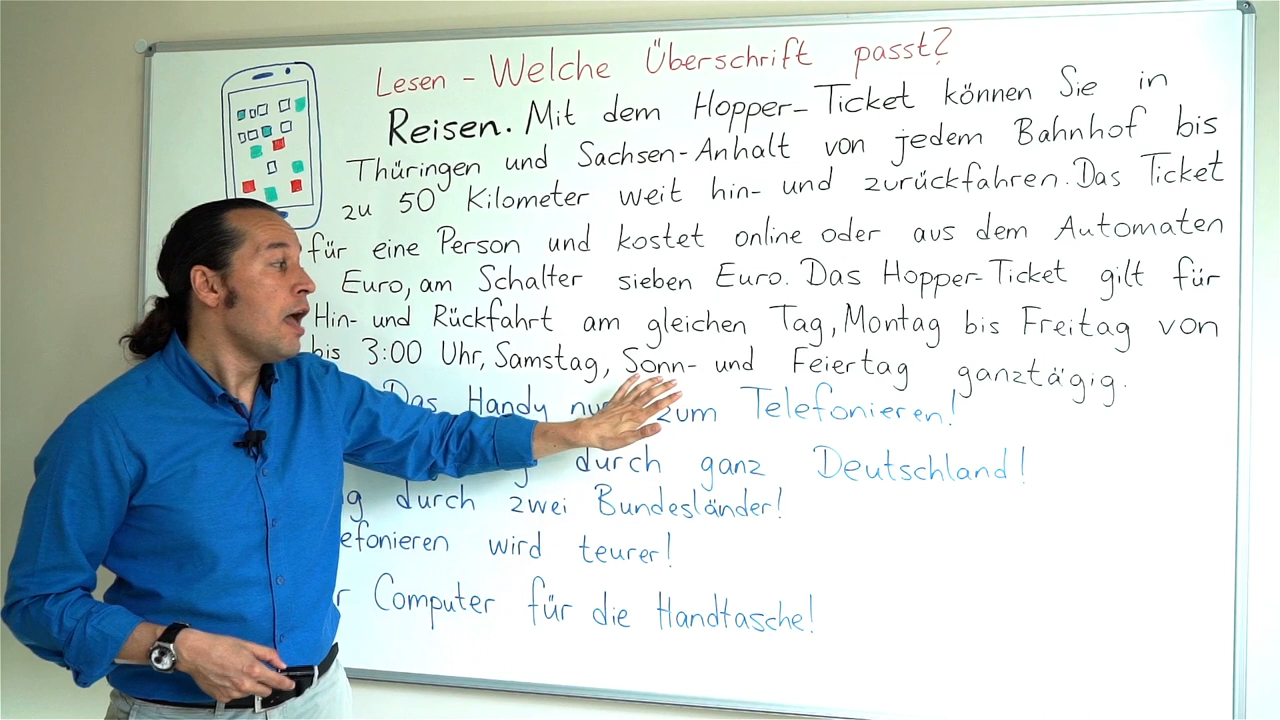 Lesen - Welche Überschrift passt?
Reisen. Mit dem Hopper-Ticket können Sie in
Thüringen und Sachsen-Anhalt von jedem Bahnhof bis
zu 50 Kilometer weit hin- und zurückfahren. Das Ticket
für eine Person und kostet online oder aus dem Automaten
Euro, am Schalter sieben Euro. Das Hopper-Ticket gilt für
Hin- und Rückfahrt am gleichen Tag, Montag bis Freitag von
bis 3:00 Uhr, Samstag, Sonn- und Feiertag ganztägig.
Das Handy zum Telefonieren!
durch ganz Deutschland!
durch zwei Bundesländer!
wird teurer!
Computer für die Handtasche!